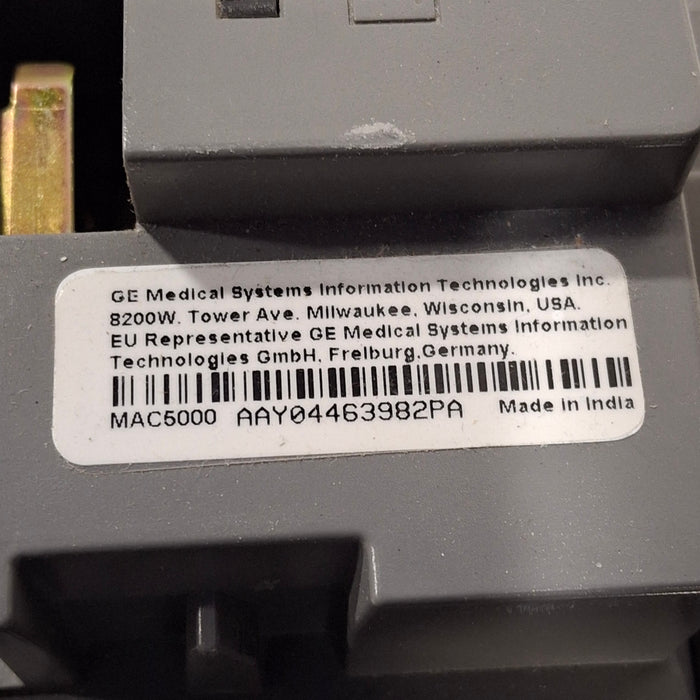 GE Medical Systems Information Technologies Inc.
8200W. Tower Ave. Milwaukee, Wisconsin, USA.
EU Representative GE Medical Systems Information
Technologies GmbH, Freiburg,Germany.
MAC5000 AAY04463982PA Made in India